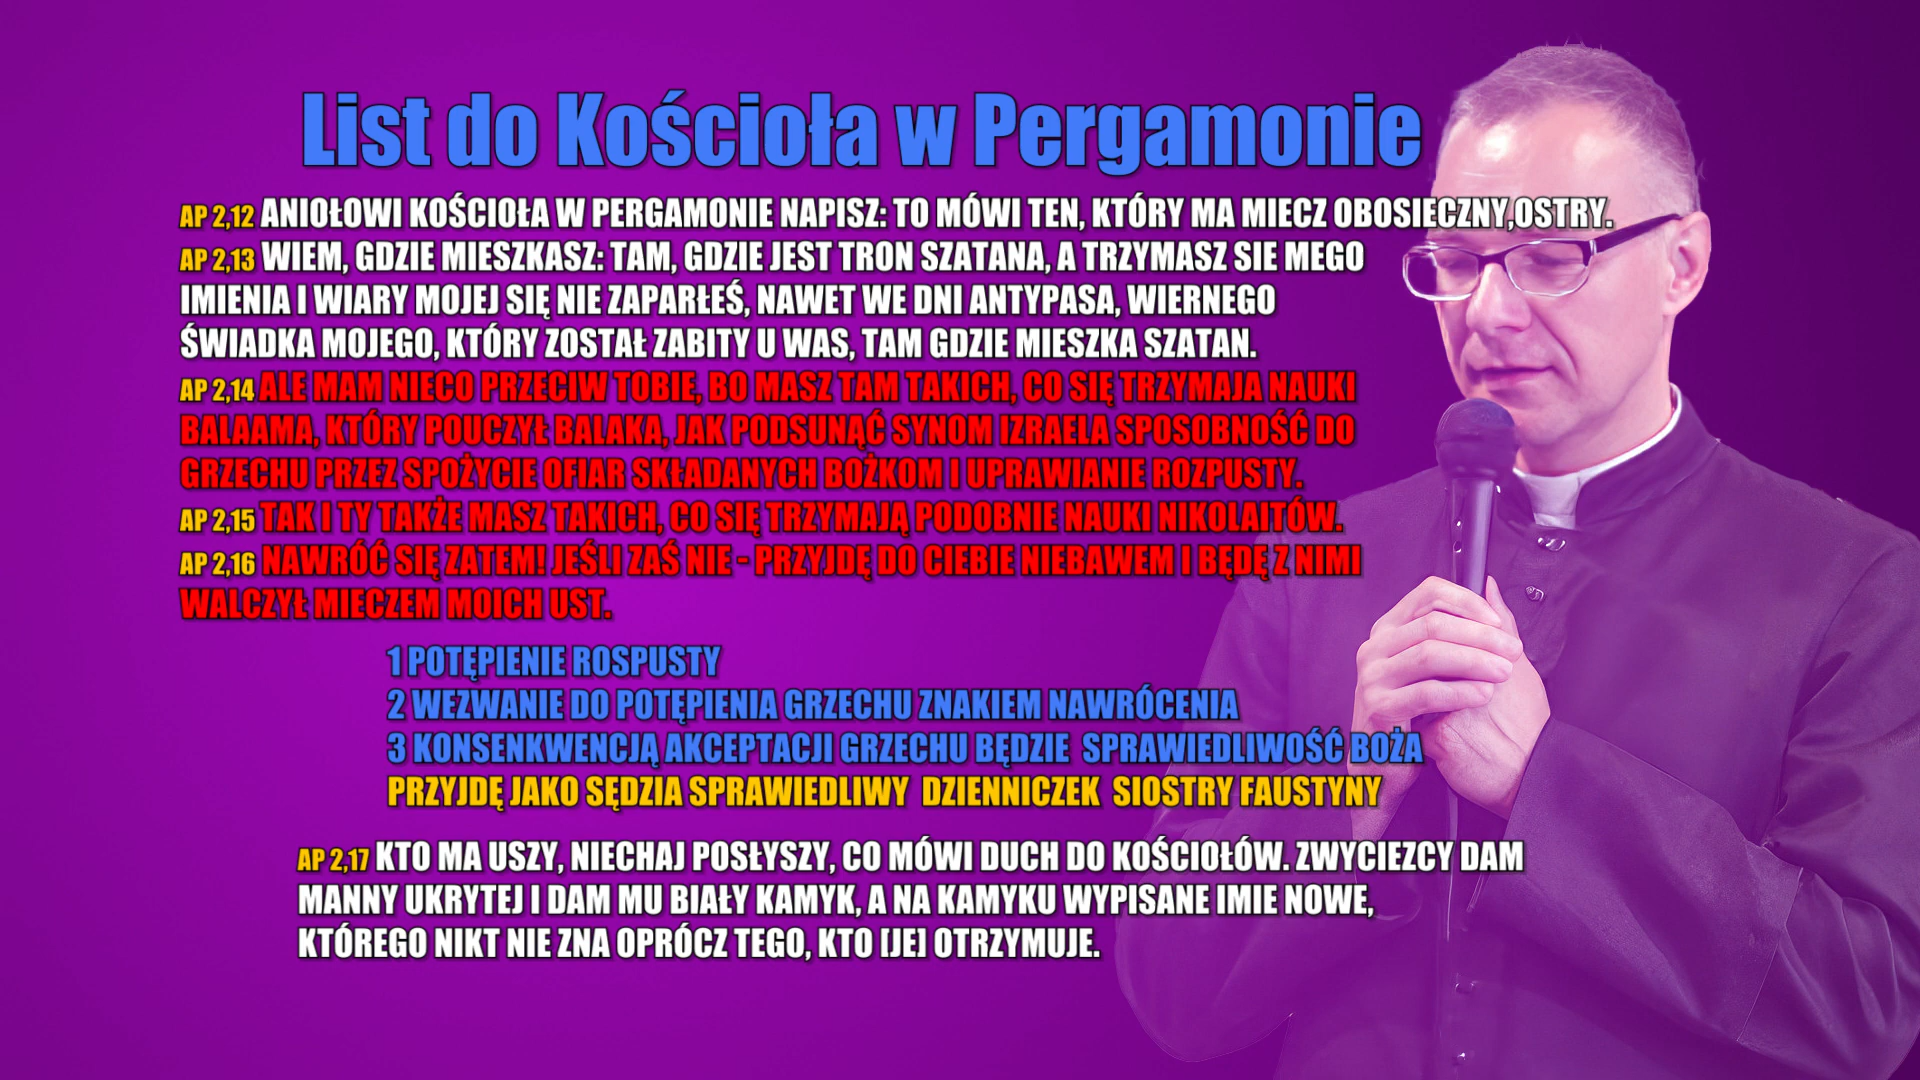 List do Kościoła w Pergamonie
AP 2,12 ANIOŁOWI KOŚCIOŁA W PERGAMONIE NAPISZ: TO MÓWI TEN, KTÓRY MA MIECZ OBOSIECZNY,OSTRY.
AP 2,13 WIEM, GDZIE MIESZKASZ: TAM, GDZIE JEST TRON SZATANA, A TRZYMASZ SIE MEGO
IMIENIA I WIARY MOJEJ SIĘ NIE ZAPARŁEŚ, NAWET WE DNI ANTYPASA, WIERNEGO
ŚWIADKA MOJEGO, KTÓRY ZOSTAŁ ZABITY U WAS, TAM GDZIE MIESZKA SZATAN.
AP 2,14 ALE MAM NIECO PRZECIW TOBIE, BO MASZ TAM TAKICH, CO SIĘ TRZYMAJA NAUKI
BALAAMA, KTÓRY POUCZYŁ BALAKA, JAK PODSUNĄĆ SYNOM IZRAELA SPOSOBNOŚĆ DO
GRZECHU PRZEZ SPOŻYCIE OFIAR SKŁADANYCH BOŻKOM I UPRAWIANIE ROZPUSTY.
AP 2,15 TAK I TY TAKŻE MASZ TAKICH, CO SIĘ TRZYMAJĄ PODOBNIE NAUKI NIKOLAITÓW.
AP 2,16 NAWRÓĆ SIĘ ZATEM! JEŚLI ZAŚ NIE - PRZYJDĘ DO CIEBIE NIEBAWEM I BĘDĘ Z NIMI
WALCZYŁ MIECZEM MOICH UST.
1 POTĘPIENIE ROSPUSTY
2 WEZWANIE DO POTĘPIENIA GRZECHU ZNAKIEM NAWRÓCENIA
3 KONSENKWENCJĄ AKCEPTACJI GRZECHU BĘDZIE SPRAWIEDLIWOŚĆ BOŻA
PRZYJDĘ JAKO SĘDZIA SPRAWIEDLIWY DZIENNICZEK SIOSTRY FAUSTYNY
AP 2,17 KTO MA USZY, NIECHAJ POSŁYSZY, CO MÓWI DUCH DO KOŚCIOŁÓW. ZWYCIEZCY DAM
MANNY UKRYTEJ I DAM MU BIAŁY KAMYK, A NA KAMYKU WYPISANE IMIE NOWE,
KTÓREGO NIKT NIE ZNA OPRÓCZ TEGO, KTO [JE] OTRZYMUJE.